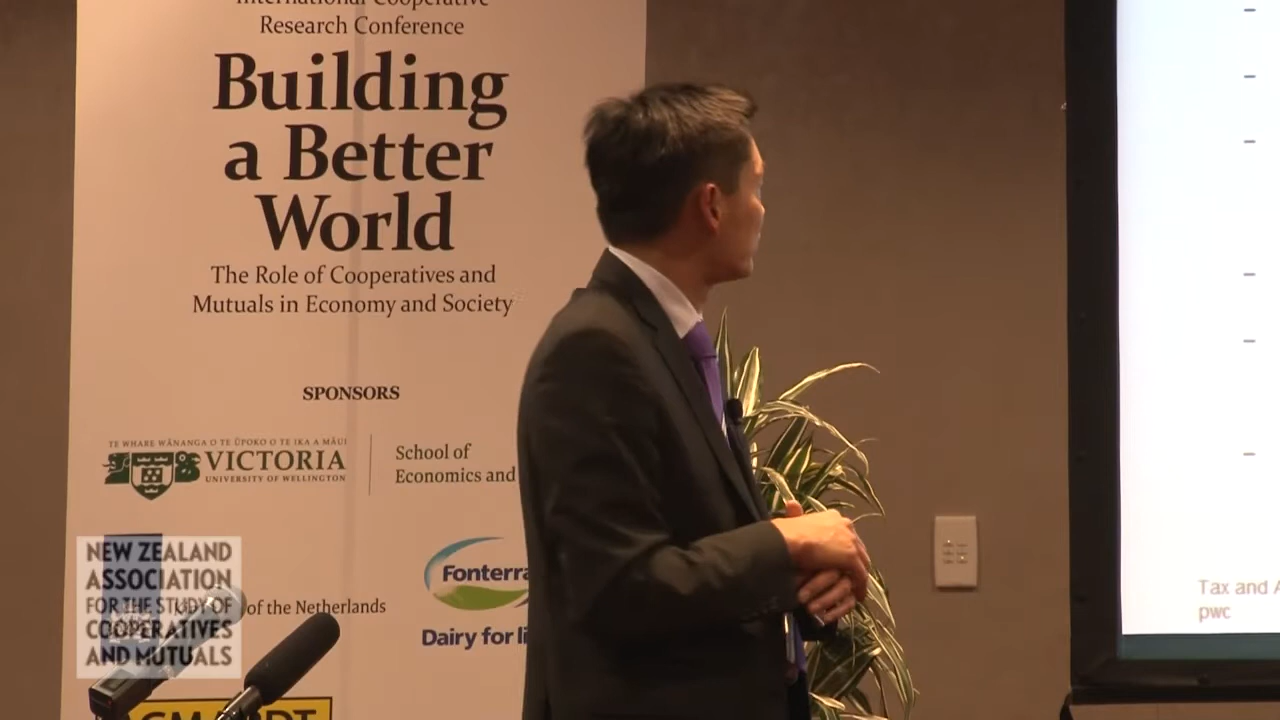 International Cooperative
Research Conference
Building
a Better
World
The Role of Cooperatives and
Mutuals in Economy and Society
SPONSORS
TE WHARE WĀNANGA O TE ŪPOKO O TE IKA A MĀUI
VICTORIA
UNIVERSITY OF WELLINGTON
School of
Economics and
Fonterra
Dairy for li
of the Netherlands
NEW ZEALAND
ASSOCIATION
FOR THE STUDY OF
COOPERATIVES
AND MUTUALS
Tax and A
pwc